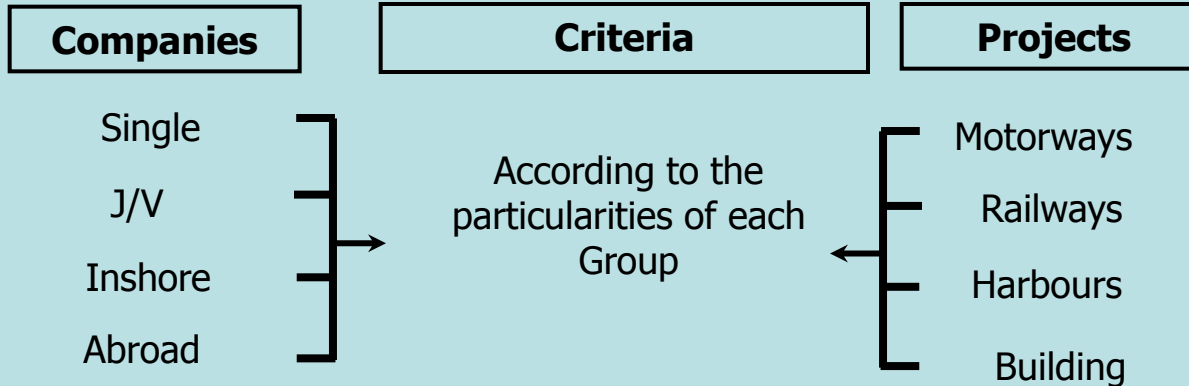 Companies
Criteria
Projects
Single
J/V
Inshore
Abroad
According to the
particularities of each
Group
Motorways
Railways
Harbours
Building